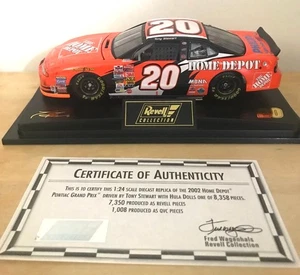 20
HOME DEPOT
20
Revell
COLLECTION
CERTIFICATE OF AUTHENTICITY
THIS IS TO CERTIFY THIS 1:24 SCALE DIECAST REPLICA OF THE 2002 HOME DEPOT
PONTIAC GRAND PRIX DRIVEN BY TONY STEWART WITH HULA DOLLS ONE OF 8,358 PIECES.
7,350 PRODUCED AS REVELL PIECES
1,008 PRODUCED AS QVC PIECES
Fred Wagenhals
Revell Collection